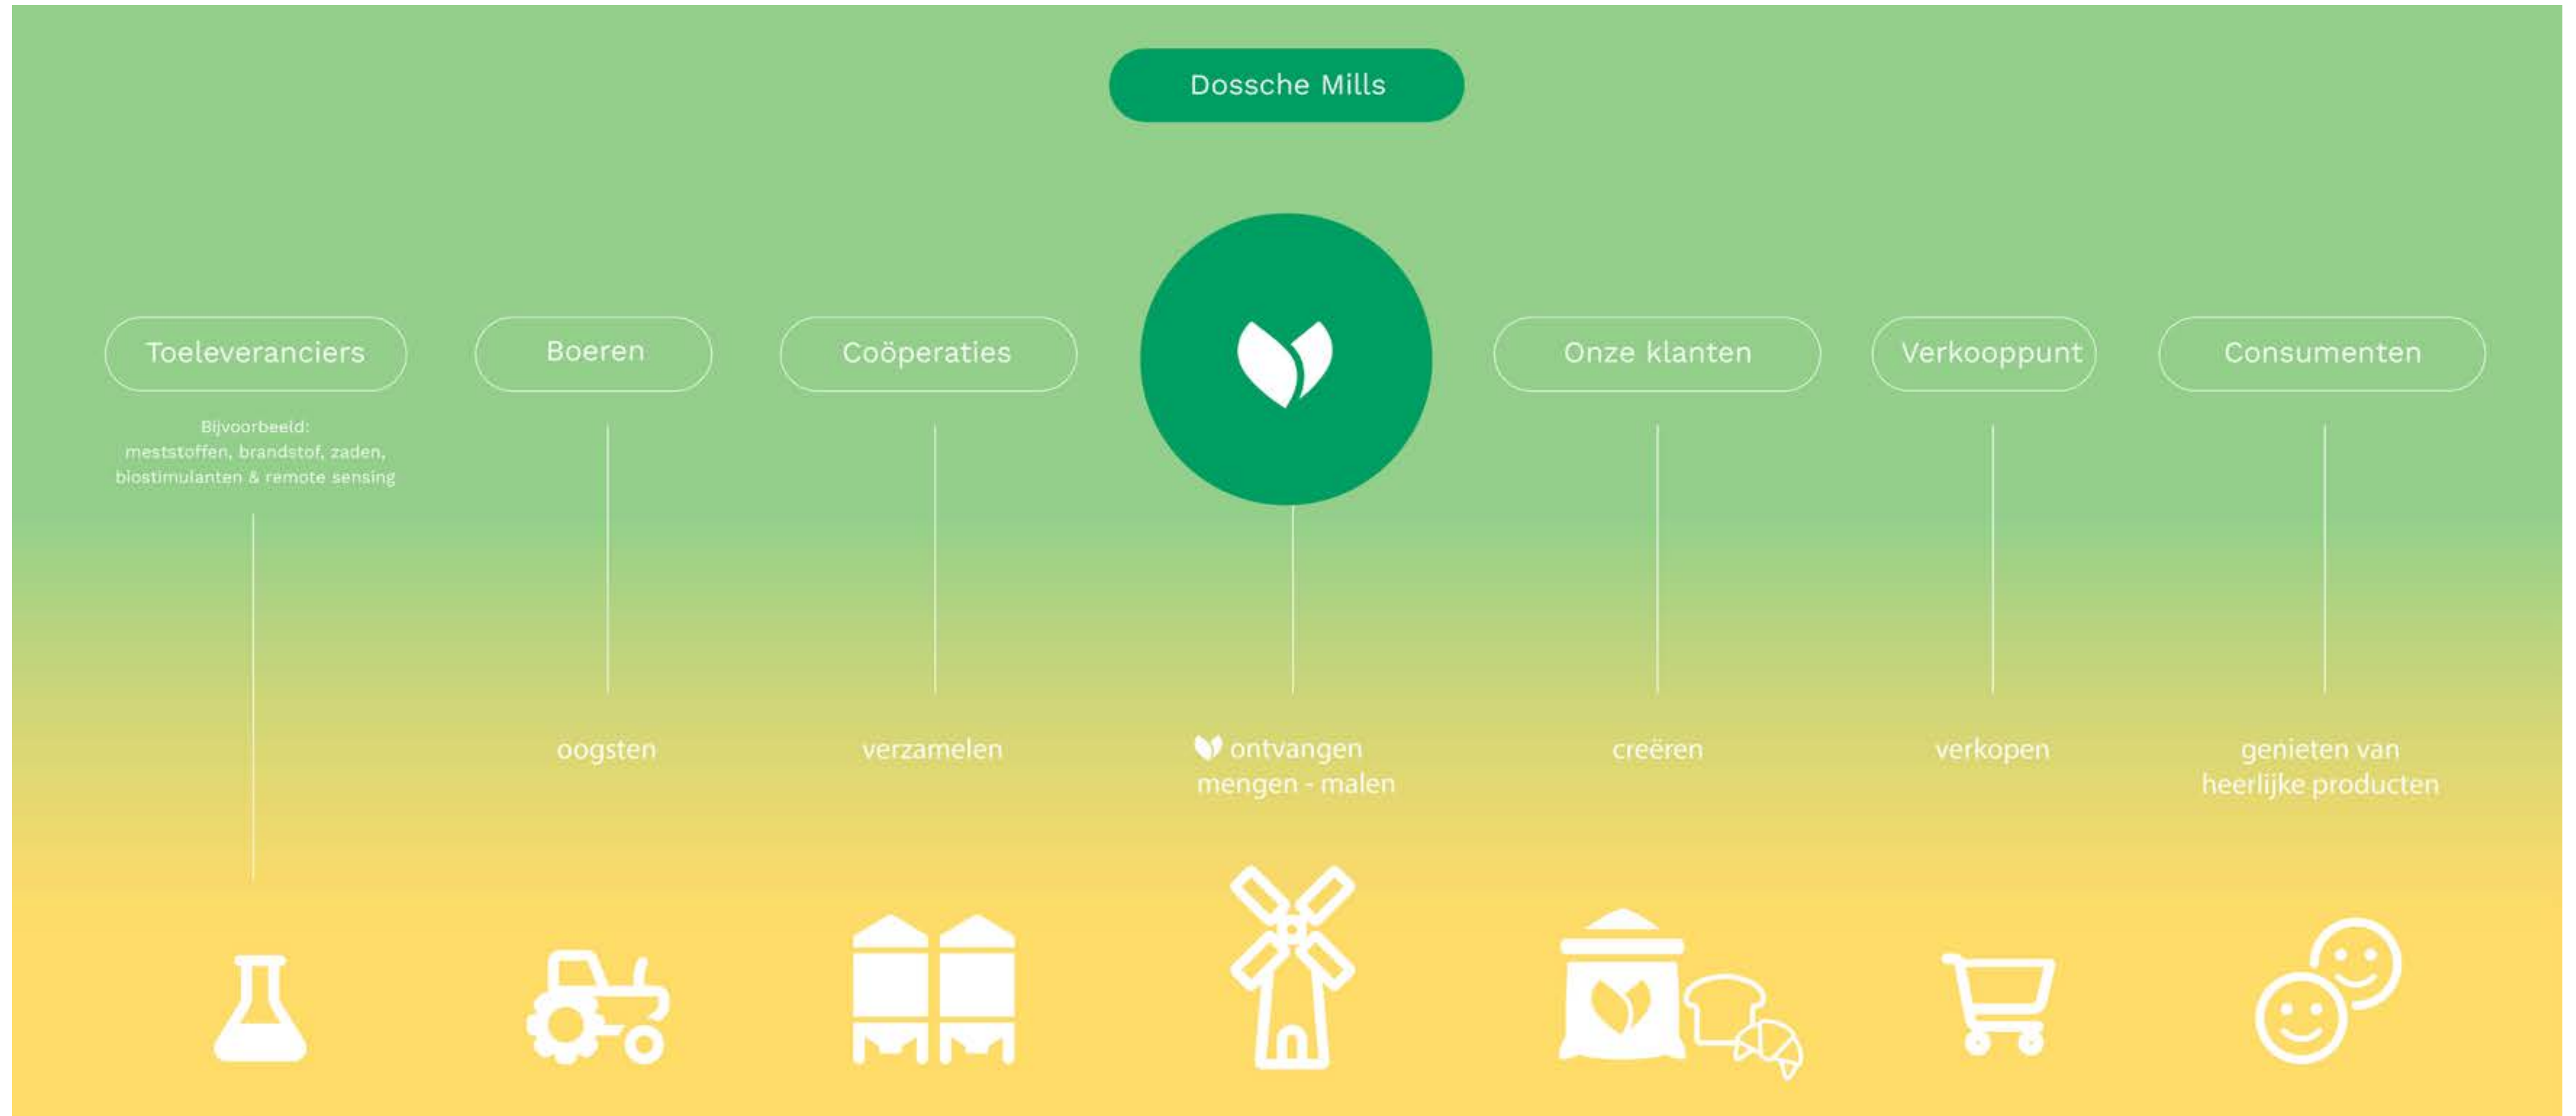 Dossche Mills
Toeleveranciers
Bijvoorbeeld:
meststoffen, brandstof, zaden,
biostimulanten & remote sensing
Boeren
Coöperaties
Onze klanten
Verkooppunt
Consumenten
oogsten
verzamelen
ontvangen
mengen - malen
creëren
verkopen
genieten van
heerlijke producten